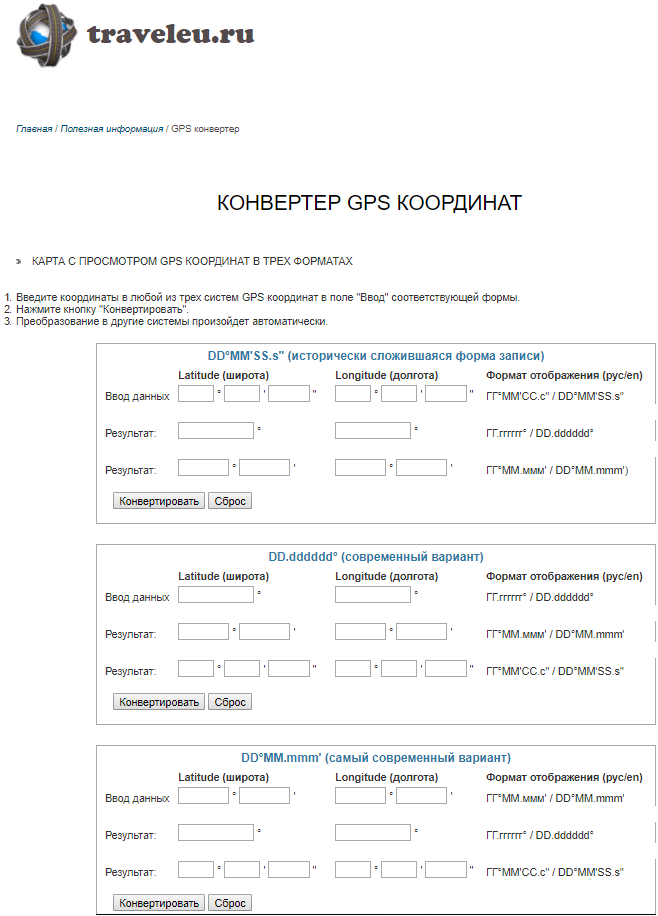 traveleu.ru
Главная / Полезная информация / GPS конвертер
КОНВЕРТЕР GPS КООРДИНАТ
» КАРТА С ПРОСМОТРОМ GPS КООРДИНАТ В ТРЕХ ФОРМАТАХ
1. Введите координаты в любой из трех систем GPS координат в поле "Ввод" соответствующей формы.
2. Нажмите кнопку "Конвертировать".
3. Преобразование в другие системы произойдет автоматически.
DD°MM'SS.s" (исторически сложившаяся форма записи)
Latitude (широта) Longitude (долгота) Формат отображения (рус/en)
Ввод данных ° ' " ° ' " ГГ°ММ'СС.с" / DD°MM'SS.s"
Результат: ° ° ГГ.гггггг° / DD.dddddd°
Результат: ° ' ° ' ГГ°ММ.ммм' / DD°MM.mmm')
Конвертировать Сброс
DD.dddddd° (современный вариант)
Latitude (широта) Longitude (долгота) Формат отображения (рус/en)
Ввод данных ° ° ГГ.гггггг° / DD.dddddd°
Результат: ° ' ° ' ГГ°ММ.ммм' / DD°MM.mmm'
Результат: ° ' " ° ' " ГГ°ММ'СС.с" / DD°MM'SS.s"
Конвертировать Сброс
DD°MM.mmm' (самый современный вариант)
Latitude (широта) Longitude (долгота) Формат отображения (рус/en)
Ввод данных ° ' ° ' ГГ°ММ.ммм' / DD°MM.mmm'
Результат: ° ° ГГ.гггггг° / DD.dddddd°
Результат: ° ' " ° ' " ГГ°ММ'СС.с" / DD°MM'SS.s"
Конвертировать Сброс